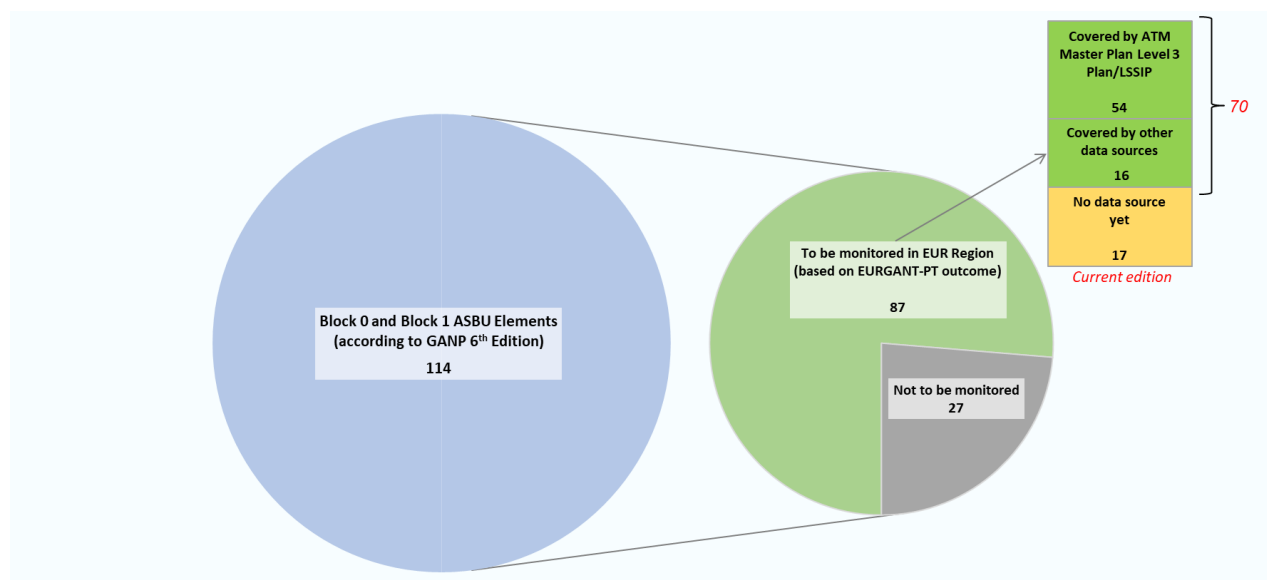 Covered by ATM
Master Plan Level 3
Plan/LSSIP
54
70
Covered by other
data sources
16
No data source
yet
17
Current edition
To be monitored in EUR Region
(based on EURGANT-PT outcome)
87
Block 0 and Block 1 ASBU Elements
(according to GANP 6th Edition)
114
Not to be monitored
27